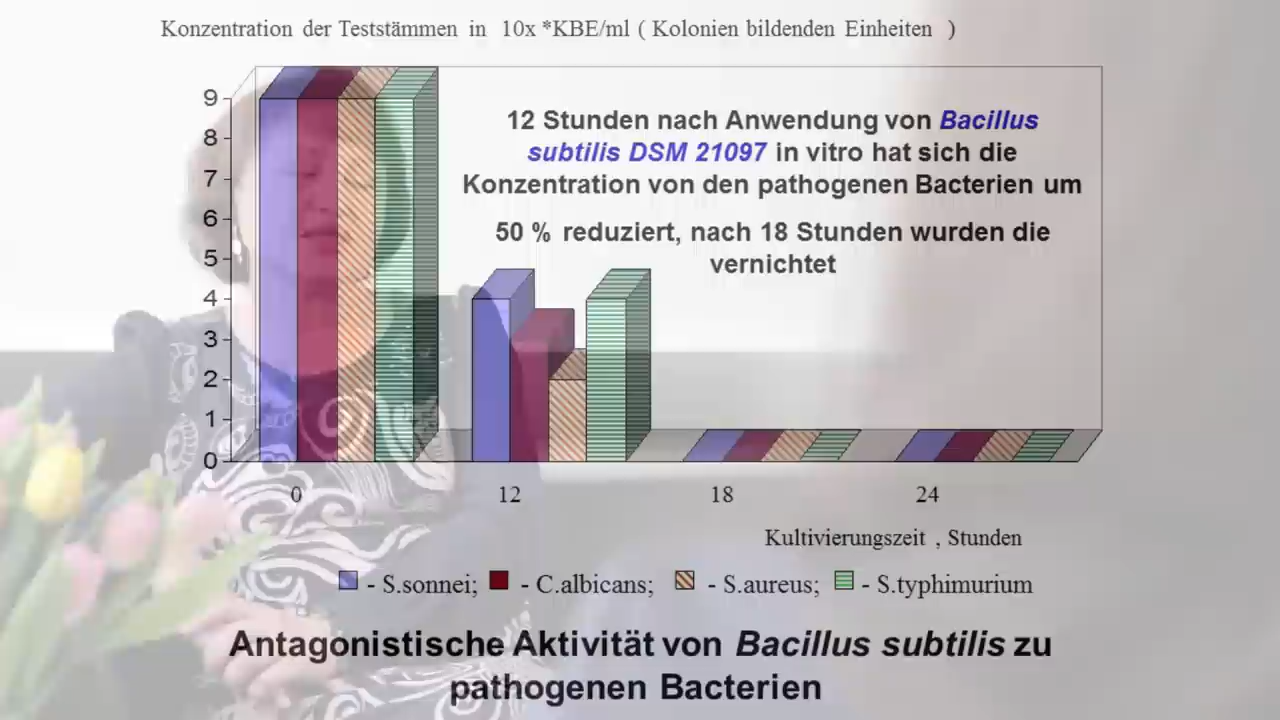 Konzentration der Teststämmen in 10x *KBE/ml ( Kolonien bildenden Einheiten )
9
8
7
6
5
4
3
2
1
0
12 Stunden nach Anwendung von Bacillus
subtilis DSM 21097 in vitro hat sich die
Konzentration von den pathogenen Bacterien um
50 % reduziert, nach 18 Stunden wurden die
vernichtet
0 12 18 24
Kultivierungszeit , Stunden
- S.sonnei; - C.albicans; - S.aureus; - S.typhimurium
Antagonistische Aktivität von Bacillus subtilis zu
pathogenen Bacterien